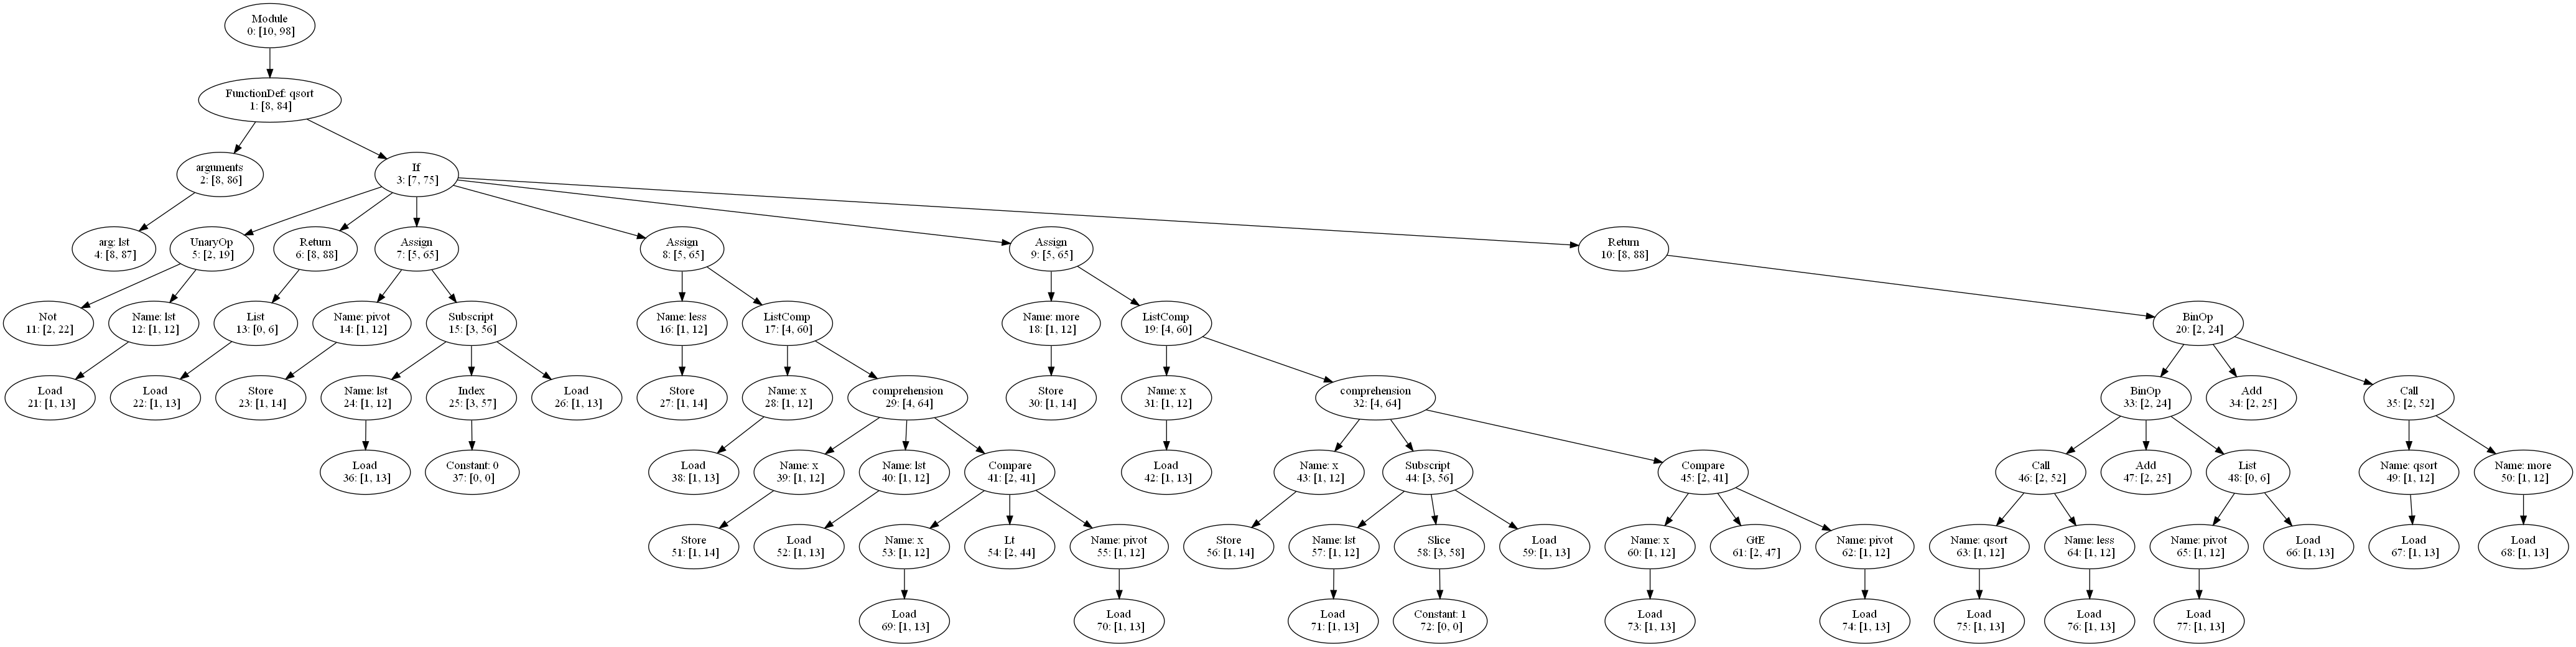 Module
0: [10, 98]
FunctionDef: qsort
1: [8, 84]
arguments
2: [8, 86]
If
3: [7, 75]
arg: lst
4: [8, 87]
UnaryOp
5: [2, 19]
Return
6: [8, 88]
Assign
7: [5, 65]
Assign
8: [5, 65]
Assign
9: [5, 65]
Return
10: [8, 88]
Not
11: [2, 22]
Name: lst
12: [1, 12]
List
13: [0, 6]
Name: pivot
14: [1, 12]
Subscript
15: [3, 56]
Name: less
16: [1, 12]
ListComp
17: [4, 60]
Name: more
18: [1, 12]
ListComp
19: [4, 60]
BinOp
20: [2, 24]
Load
21: [1, 13]
Load
22: [1, 13]
Store
23: [1, 14]
Name: lst
24: [1, 12]
Index
25: [3, 57]
Load
26: [1, 13]
Store
27: [1, 14]
Name: x
28: [1, 12]
comprehension
29: [4, 64]
Store
30: [1, 14]
Name: x
31: [1, 12]
comprehension
32: [4, 64]
BinOp
33: [2, 24]
Add
34: [2, 25]
Call
35: [2, 52]
Load
36: [1, 13]
Constant: 0
37: [0, 0]
Load
38: [1, 13]
Name: x
39: [1, 12]
Name: lst
40: [1, 12]
Compare
41: [2, 41]
Load
42: [1, 13]
Name: x
43: [1, 12]
Subscript
44: [3, 56]
Compare
45: [2, 41]
Call
46: [2, 52]
Add
47: [2, 25]
List
48: [0, 6]
Name: qsort
49: [1, 12]
Name: more
50: [1, 12]
Store
51: [1, 14]
Load
52: [1, 13]
Name: x
53: [1, 12]
Lt
54: [2, 44]
Name: pivot
55: [1, 12]
Store
56: [1, 14]
Name: lst
57: [1, 12]
Slice
58: [3, 58]
Load
59: [1, 13]
Name: x
60: [1, 12]
GtE
61: [2, 47]
Name: pivot
62: [1, 12]
Name: qsort
63: [1, 12]
Name: less
64: [1, 12]
Name: pivot
65: [1, 12]
Load
66: [1, 13]
Load
67: [1, 13]
Load
68: [1, 13]
Load
69: [1, 13]
Load
70: [1, 13]
Load
71: [1, 13]
Constant: 1
72: [0, 0]
Load
73: [1, 13]
Load
74: [1, 13]
Load
75: [1, 13]
Load
76: [1, 13]
Load
77: [1, 13]